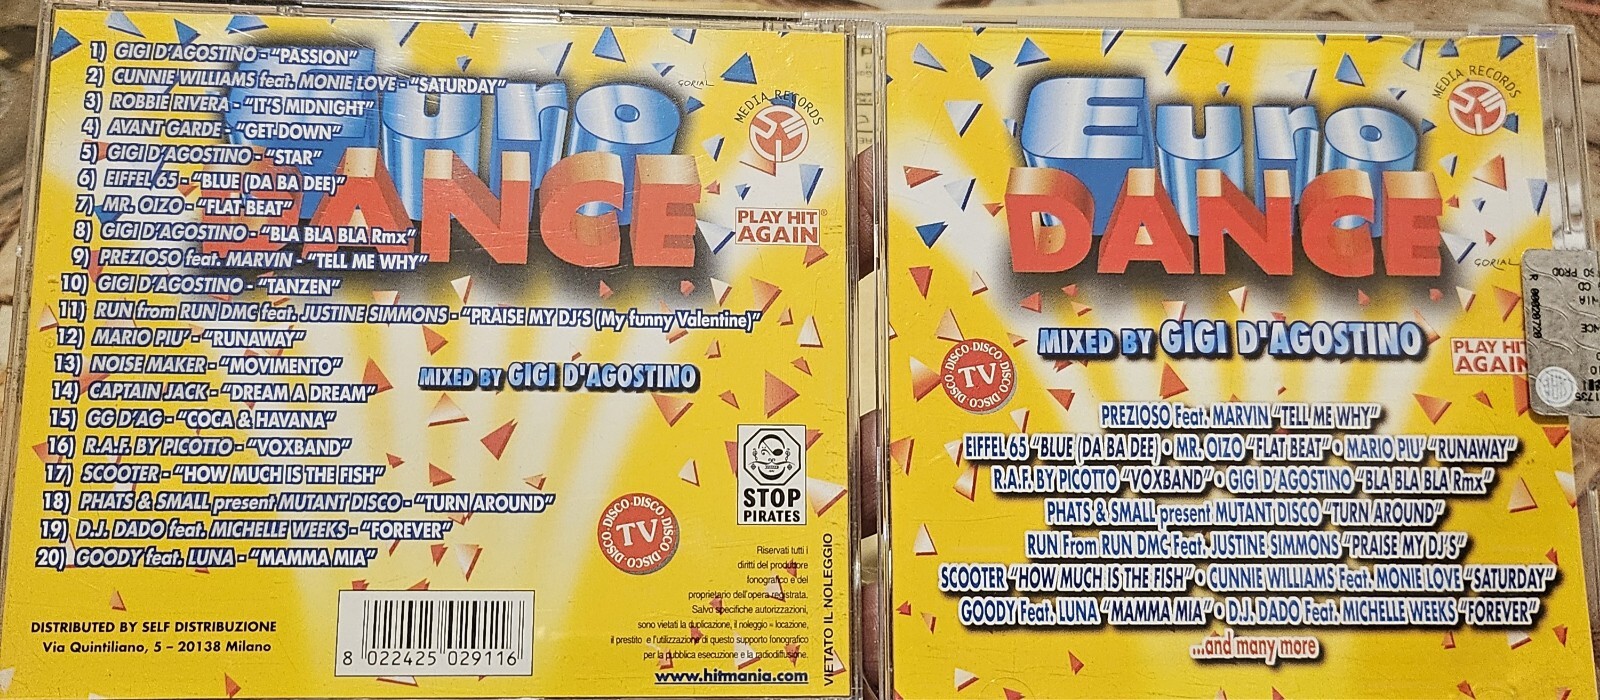 1) GIGI D'AGOSTINO - "PASSION"
2) CUNNIE WILLIAMS feat. MONIE LOVE - "SATURDAY"
3) ROBBIE RIVERA - "IT'S MIDNIGHT"
4) AVANT GARDE - "GET DOWN"
5) GIGI D'AGOSTINO - "STAR"
6) EIFFEL 65 - "BLUE (DA BA DEE)"
7) MR. OIZO - "FLAT BEAT"
8) GIGI D'AGOSTINO - "BLA BLA BLA Rmx"
9) PREZIOSO feat. MARVIN - "TELL ME WHY"
10) GIGI D'AGOSTINO - "TANZEN"
11) RUN from RUN DMC feat. JUSTINE SIMMONS - "PRAISE MY DJ'S (My funny Valentine)"
12) MARIO PIU' - "RUNAWAY"
13) NOISE MAKER - "MOVIMENTO"
14) CAPTAIN JACK - "DREAM A DREAM"
15) GG D'AG - "COCA & HAVANA"
16) R.A.F. BY PICOTTO - "VOXBAND"
17) SCOOTER - "HOW MUCH IS THE FISH"
18) PHATS & SMALL present MUTANT DISCO - "TURN AROUND"
19) D.J. DADO feat. MICHELLE WEEKS - "FOREVER"
20) GOODY feat. LUNA - "MAMMA MIA"
Euro
DANCE
GORIAL
MEDIA RECORDS
PLAY HIT®
AGAIN
MIXED BY GIGI D'AGOSTINO
STOP
PIRATES
DISCO·DISCO·DISCO·DISCO·
TV
Riservati tutti i
diritti del produttore
fonografico e del
proprietario dell'opera registrata.
Salvo specifiche autorizzazioni,
sono vietati la duplicazione, il noleggio = locazione,
il prestito e l'utilizzazione di questo supporto fonografico
per la pubblica esecuzione e la radiodiffusione.
www.hitmania.com
VIETATO IL NOLEGGIO
DISTRIBUTED BY SELF DISTRIBUZIONE
Via Quintiliano, 5 – 20138 Milano
8 022425 029116
Euro
DANCE
MEDIA RECORDS
GORIAL
MIXED BY GIGI D'AGOSTINO
PLAY HIT
AGAIN
DISCO·DISCO·DISCO·DISCO·
TV
PREZIOSO Feat. MARVIN "TELL ME WHY"
EIFFEL 65 "BLUE (DA BA DEE) • MR. OIZO "FLAT BEAT" • MARIO PIU' "RUNAWAY"
R.A.F. BY PICOTTO "VOXBAND" • GIGI D'AGOSTINO "BLA BLA BLA Rmx"
PHATS & SMALL present MUTANT DISCO "TURN AROUND"
RUN From RUN DMC Feat. JUSTINE SIMMONS "PRAISE MY DJ'S"
SCOOTER "HOW MUCH IS THE FISH" • CUNNIE WILLIAMS Feat. MONIE LOVE "SATURDAY"
GOODY Feat. LUNA "MAMMA MIA" • D.J. DADO Feat. MICHELLE WEEKS "FOREVER"
...and many more